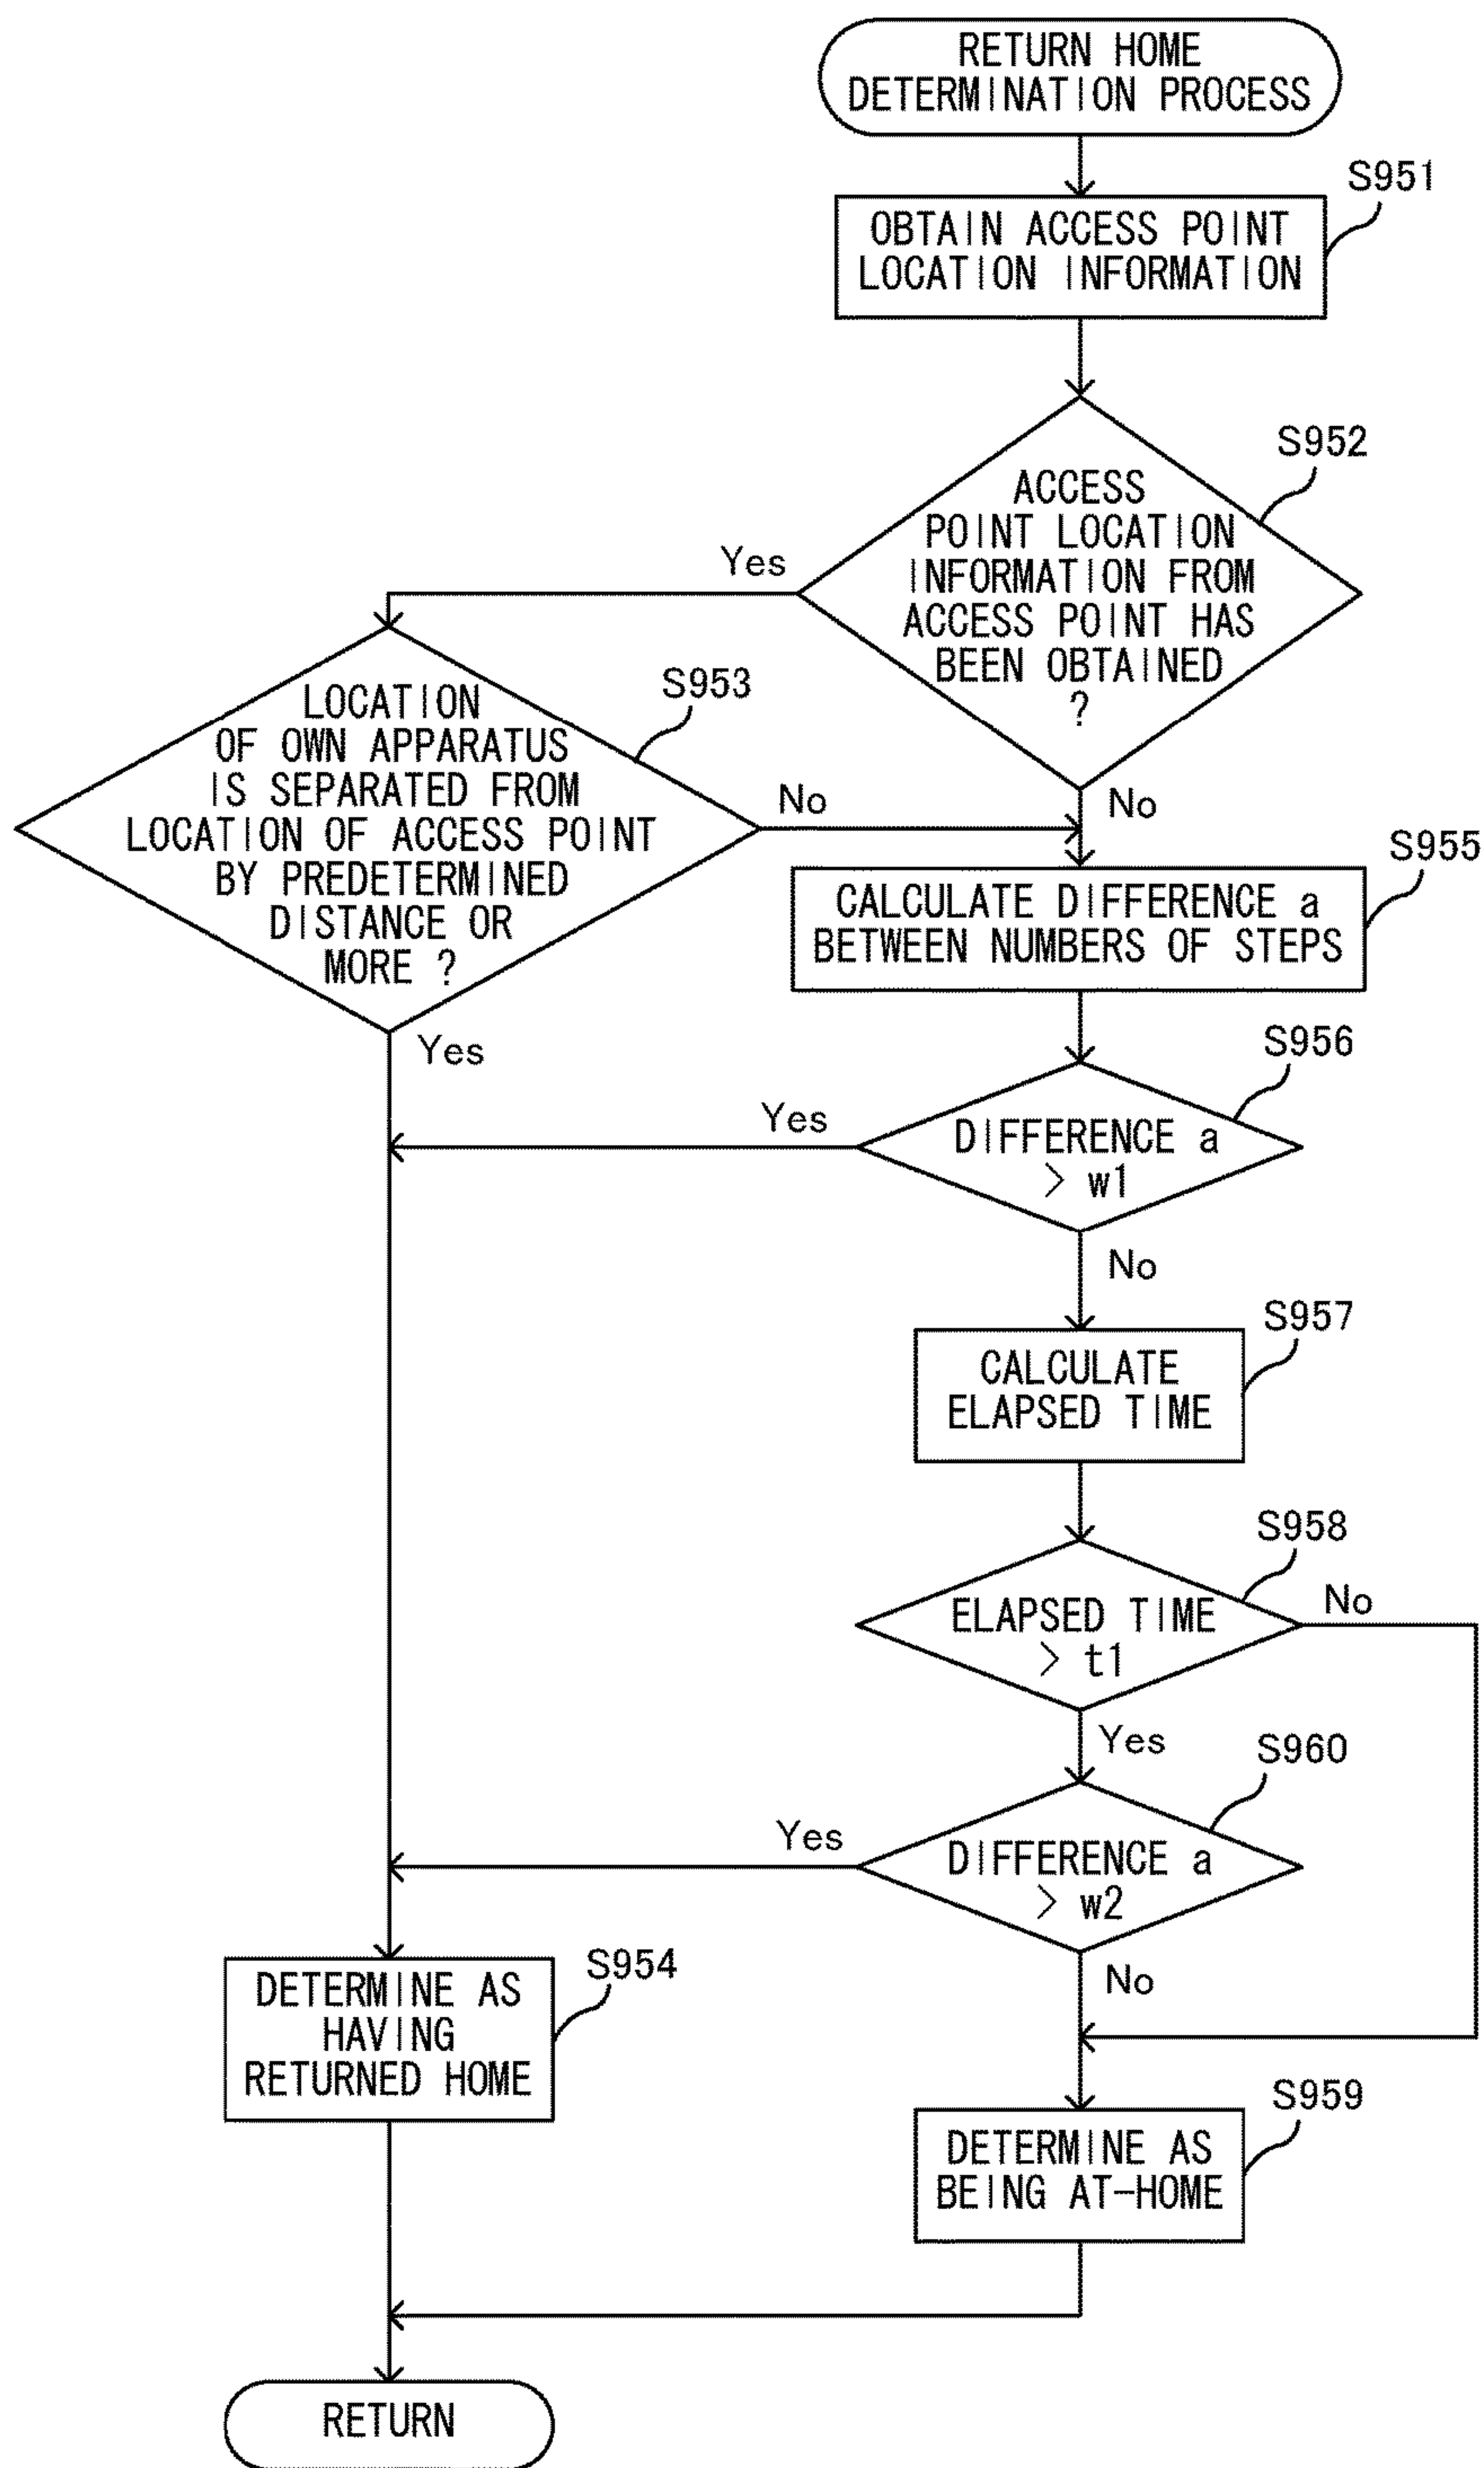 RETURN HOME
DETERMINATION PROCESS
S951
OBTAIN ACCESS POINT
LOCATION INFORMATION
S952
ACCESS
POINT LOCATION
INFORMATION FROM
ACCESS POINT HAS
BEEN OBTAINED
?
Yes
No
S953
LOCATION
OF OWN APPARATUS
IS SEPARATED FROM
LOCATION OF ACCESS POINT
BY PREDETERMINED
DISTANCE OR
MORE ?
No
Yes
S955
CALCULATE DIFFERENCE a
BETWEEN NUMBERS OF STEPS
S956
DIFFERENCE a
> w1
Yes
No
S957
CALCULATE
ELAPSED TIME
S958
ELAPSED TIME
> t1
No
Yes
S960
DIFFERENCE a
> w2
Yes
No
S954
DETERMINE AS
HAVING
RETURNED HOME
S959
DETERMINE AS
BEING AT-HOME
RETURN